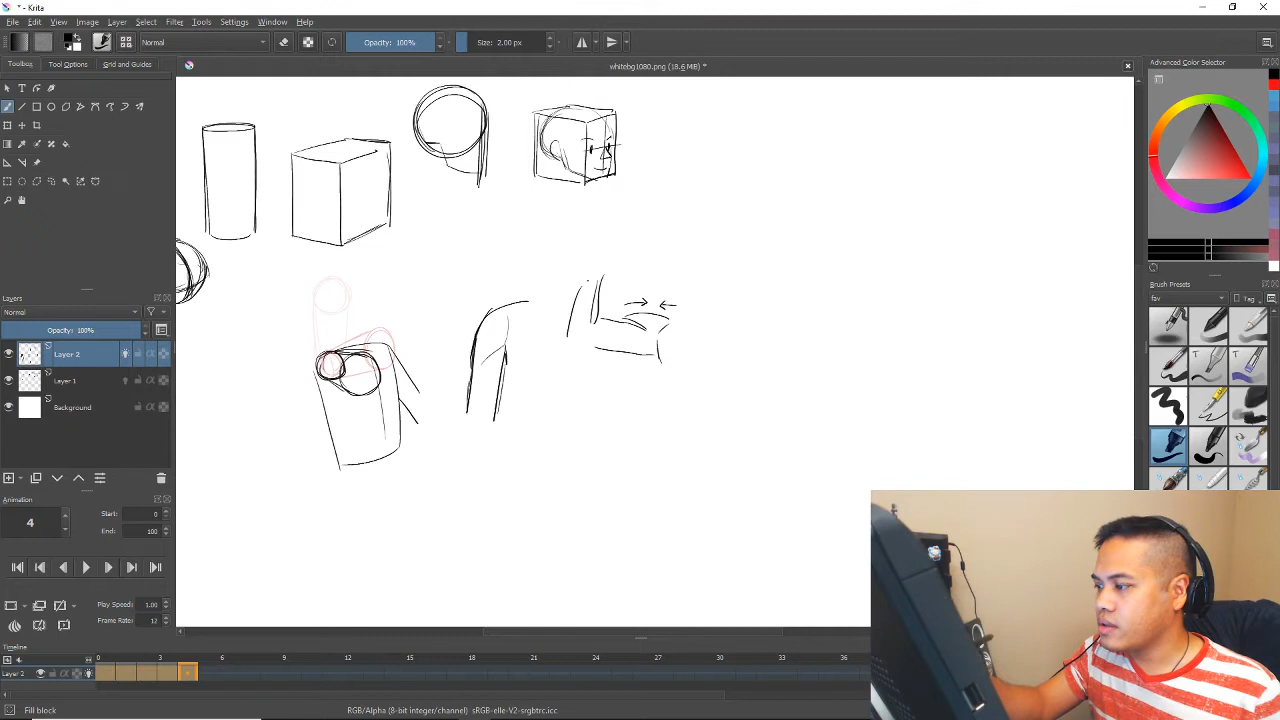 * - Krita
File Edit View Image Layer Select Filter Tools Settings Window Help
Normal Opacity: 100% Size: 2.00 px
Toolbox Tool Options Grid and Guides
whitebg1080.png (18.6 MiB) *
Advanced Color Selector
Layers
Normal
Opacity: 100%
Layer 2
Layer 1
Background
Brush Presets
fav Tag
Animation
4 Start: 0
End: 100
Play Speed: 1.00
Frame Rate: 12
Timeline
0 3 6 9 12 15 18 21 24 27 30 33 36
Layer 2
Fill block RGB/Alpha (8-bit integer/channel) sRGB-elle-V2-srgbtrc.icc